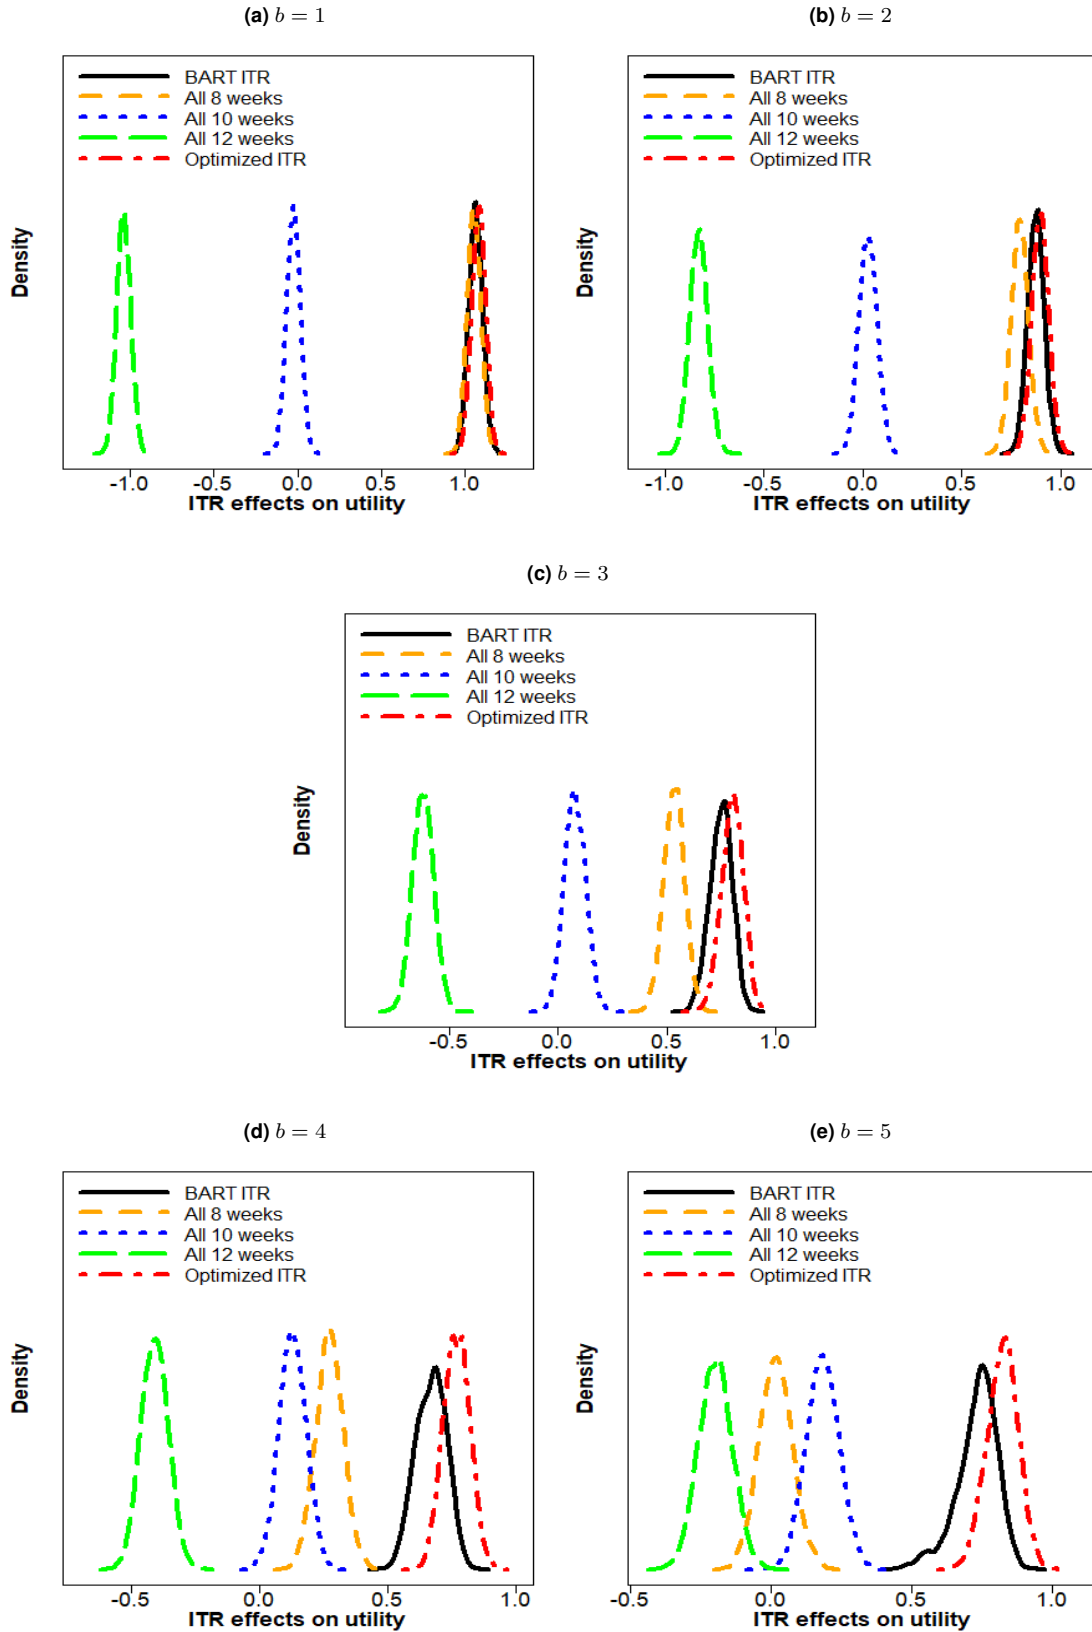 (a) b = 1
BART ITR
All 8 weeks
All 10 weeks
All 12 weeks
Optimized ITR
Density
-1.0 -0.5 0.0 0.5 1.0
ITR effects on utility
(b) b = 2
BART ITR
All 8 weeks
All 10 weeks
All 12 weeks
Optimized ITR
Density
-1.0 -0.5 0.0 0.5 1.0
ITR effects on utility
(c) b = 3
BART ITR
All 8 weeks
All 10 weeks
All 12 weeks
Optimized ITR
Density
-0.5 0.0 0.5 1.0
ITR effects on utility
(d) b = 4
BART ITR
All 8 weeks
All 10 weeks
All 12 weeks
Optimized ITR
Density
-0.5 0.0 0.5 1.0
ITR effects on utility
(e) b = 5
BART ITR
All 8 weeks
All 10 weeks
All 12 weeks
Optimized ITR
Density
-0.5 0.0 0.5 1.0
ITR effects on utility